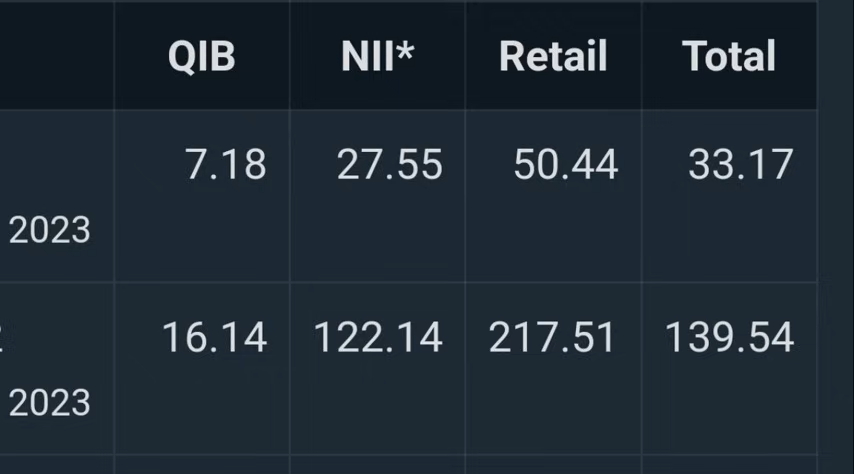 QIB NII* Retail Total
7.18 27.55 50.44 33.17
2023
16.14 122.14 217.51 139.54
2023